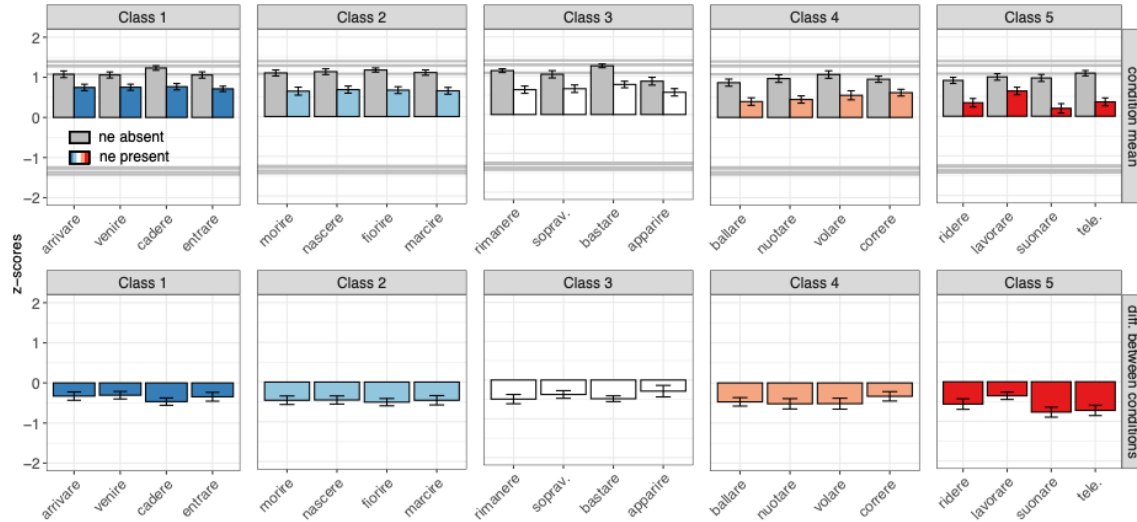 Class 1 Class 2 Class 3 Class 4 Class 5
2
1
0
-1
-2
ne absent
ne present
condition mean
arrivare venire cadere entrare morire nascere fiorire marcire rimanere soprav. bastare apparire ballare nuotare volare correre ridere lavorare suonare tele.
z-scores
Class 1 Class 2 Class 3 Class 4 Class 5
2
1
0
-1
-2
diff. between conditions
arrivare venire cadere entrare morire nascere fiorire marcire rimanere soprav. bastare apparire ballare nuotare volare correre ridere lavorare suonare tele.